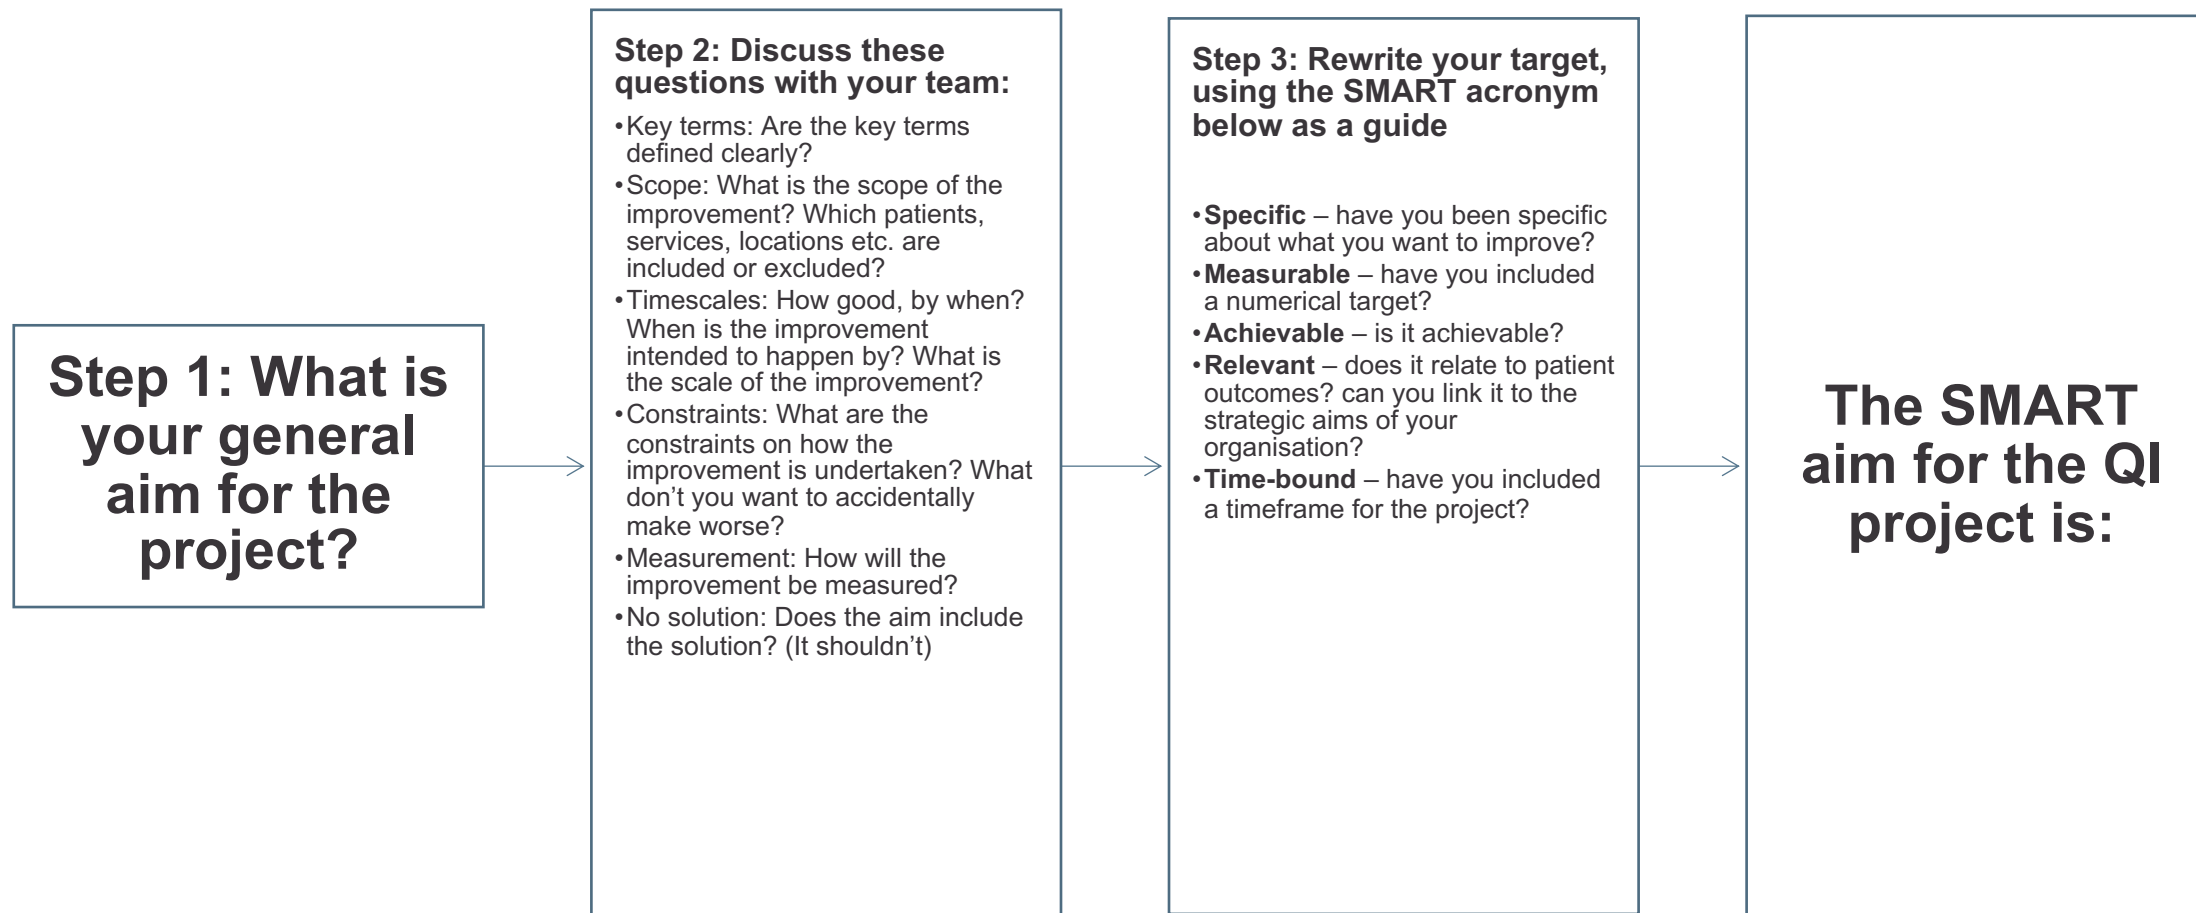 Step 1: What is
your general
aim for the
project?
Step 2: Discuss these
questions with your team:
•Key terms: Are the key terms
defined clearly?
•Scope: What is the scope of the
improvement? Which patients,
services, locations etc. are
included or excluded?
•Timescales: How good, by when?
When is the improvement
intended to happen by? What is
the scale of the improvement?
•Constraints: What are the
constraints on how the
improvement is undertaken? What
don’t you want to accidentally
make worse?
•Measurement: How will the
improvement be measured?
•No solution: Does the aim include
the solution? (It shouldn’t)
Step 3: Rewrite your target,
using the SMART acronym
below as a guide
•Specific – have you been specific
about what you want to improve?
•Measurable – have you included
a numerical target?
•Achievable – is it achievable?
•Relevant – does it relate to patient
outcomes? can you link it to the
strategic aims of your
organisation?
•Time-bound – have you included
a timeframe for the project?
The SMART
aim for the QI
project is: